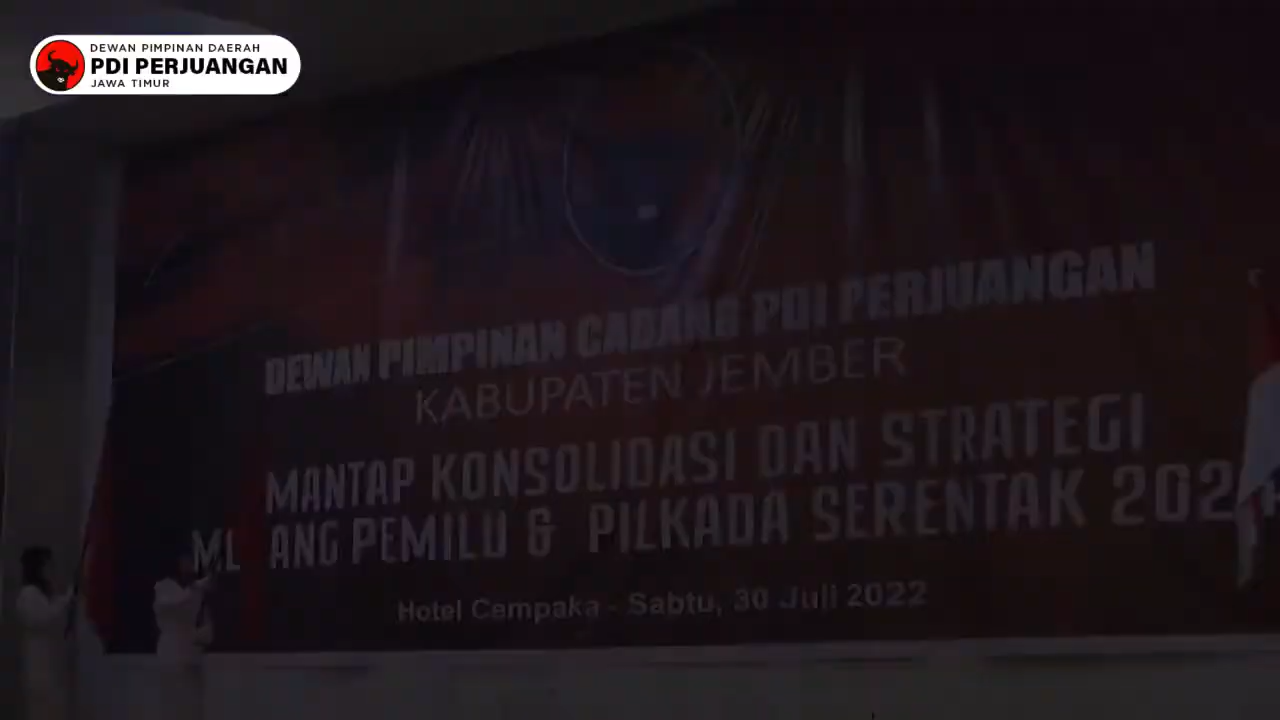 DEWAN PIMPINAN DAERAH
PDI PERJUANGAN
JAWA TIMUR
DEWAN PIMPINAN CABANG PDI PERJUANGAN
KABUPATEN JEMBER
MANTAP KONSOLIDASI DAN STRATEGI
PEMILU & PILKADA SERENTAK
Hotel Cempaka - Sabtu, 30 Juli 2022